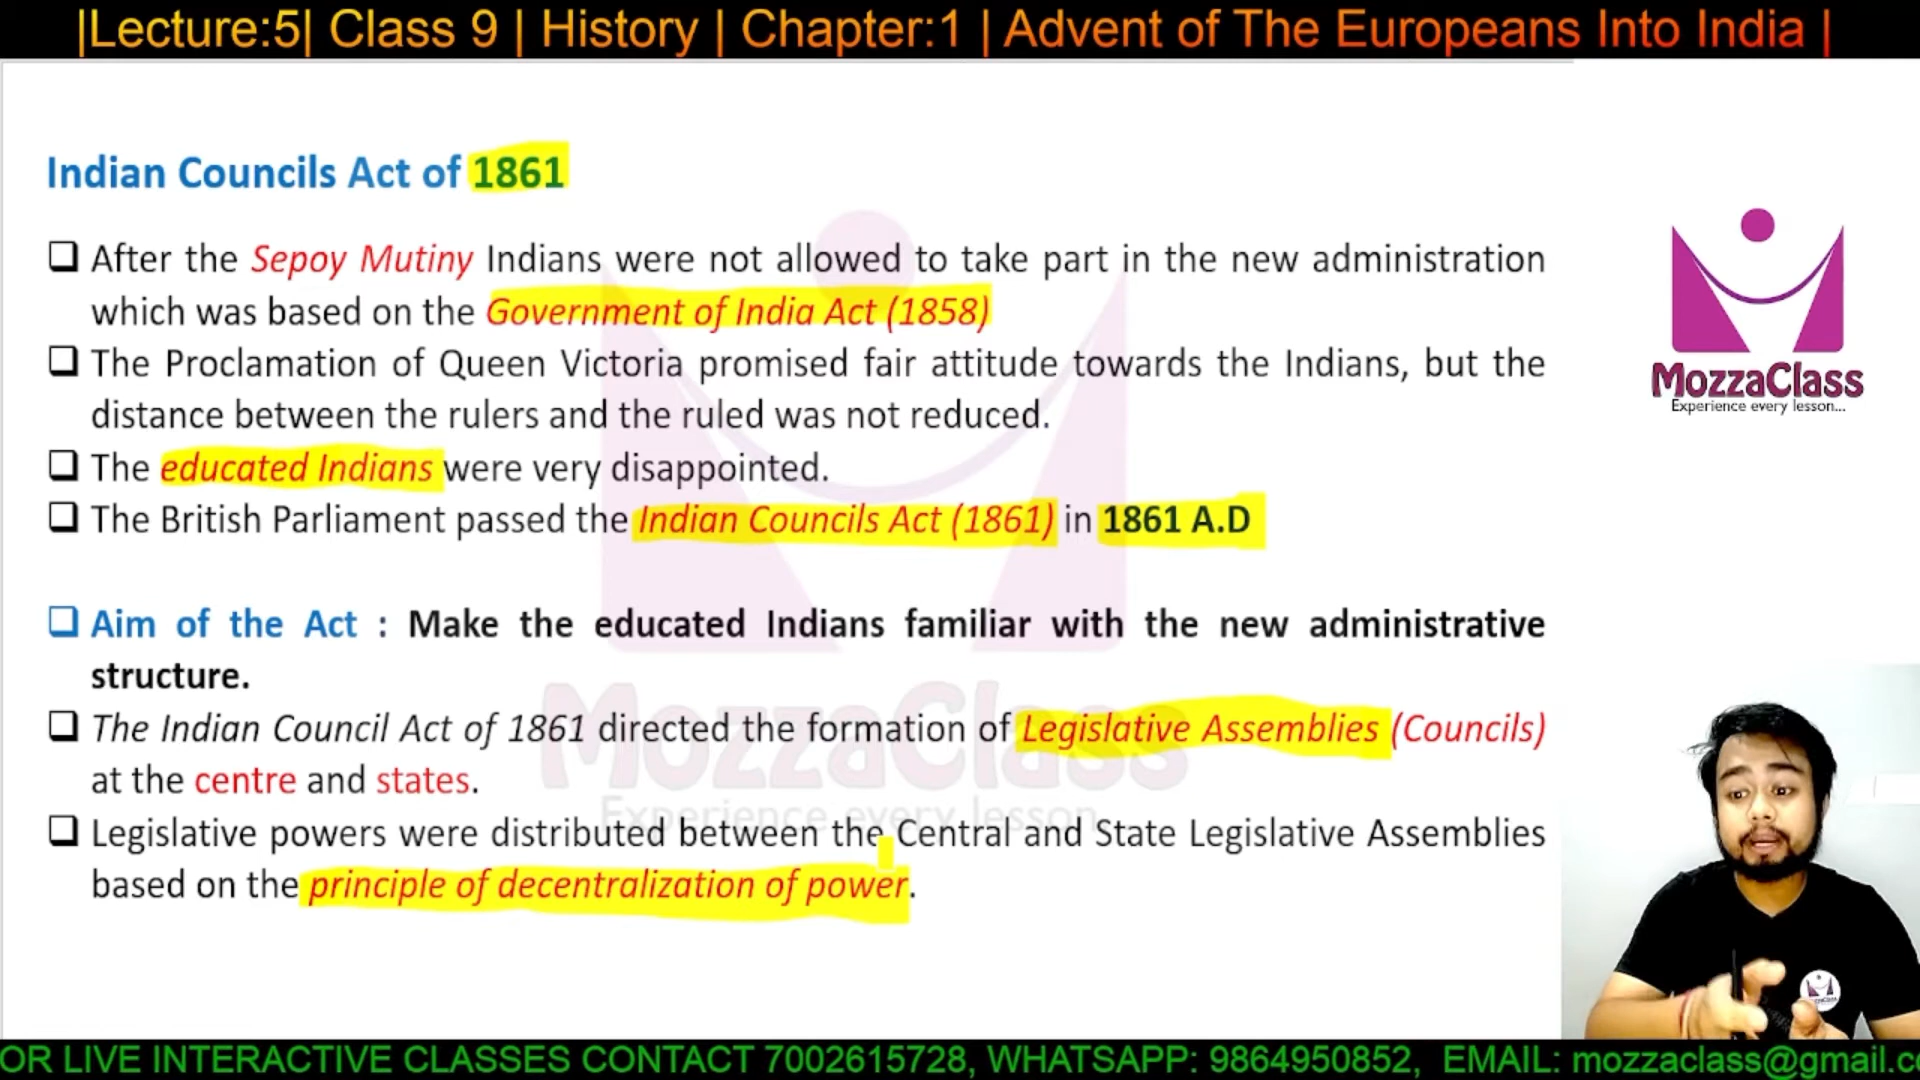 |Lecture:5| Class 9 | History | Chapter:1 | Advent of The Europeans Into India |
Indian Councils Act of 1861
After the Sepoy Mutiny Indians were not allowed to take part in the new administration
which was based on the Government of India Act (1858)
The Proclamation of Queen Victoria promised fair attitude towards the Indians, but the
distance between the rulers and the ruled was not reduced.
The educated Indians were very disappointed.
The British Parliament passed the Indian Councils Act (1861) in 1861 A.D
Aim of the Act : Make the educated Indians familiar with the new administrative
structure.
The Indian Council Act of 1861 directed the formation of Legislative Assemblies (Councils)
at the centre and states.
Legislative powers were distributed between the Central and State Legislative Assemblies
based on the principle of decentralization of power.
MozzaClass
Experience every lesson...
MozzaClass
Experience every lesson
OR LIVE INTERACTIVE CLASSES CONTACT 7002615728, WHATSAPP: 9864950852, EMAIL: mozzaclass@gmail.c